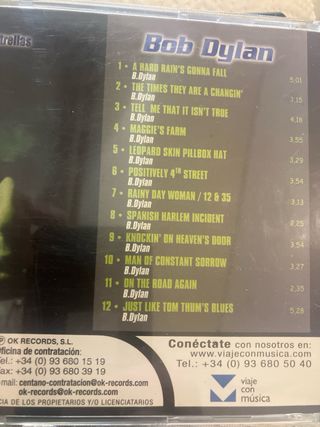 trellas
Bob Dylan
1 • A HARD RAIN'S GONNA FALL 5,01
B.Dylan
2 • THE TIMES THEY ARE A CHANGIN' 3,15
B.Dylan
3 • TELL ME THAT IT ISN'T TRUE 4,18
B.Dylan
4 • MAGGIE'S FARM 3,55
B.Dylan
5 • LEOPARD SKIN PILLBOX HAT 3,29
B.Dylan
6 • POSITIVELY 4TH STREET 3,54
B.Dylan
7 • RAINY DAY WOMAN / 12 & 35 3,13
B.Dylan
8 • SPANISH HARLEM INCIDENT 2,25
B.Dylan
9 • KNOCKIN' ON HEAVEN'S DOOR 3,54
B.Dylan
10 • MAN OF CONSTANT SORROW 3,27
B.Dylan
11 • ON THE ROAD AGAIN 2,35
B.Dylan
12 • JUST LIKE TOM THUM'S BLUES 5,28
B.Dylan
Ⓟ OK RECORDS, S.L.
Oficina de contratación:
Tel.: +34 (0) 93 680 15 19
Fax: +34 (0) 93 680 39 19
e-mail: centano-contratacion@ok-records.com
ok-records@ok-records.com
CIA DE LOS PROPIETARIOS Y/O LICENCIATARIOS
Conéctate con nosotros en:
www.viajeconmusica.com
Tel.: +34 (0) 93 680 50 40
viaje
con
música